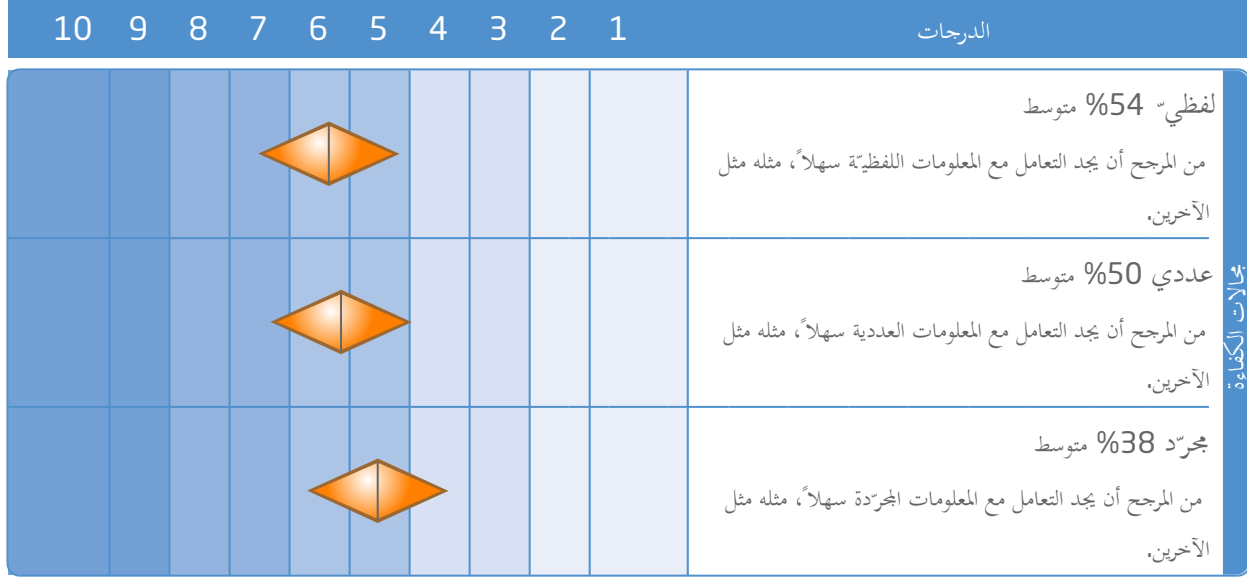 الدرجات 1 2 3 4 5 6 7 8 9 10
مجالات الكفاءة
لفظيّ 54% متوسط
من المرجح أن يجد التعامل مع المعلومات اللفظيّة سهلاً، مثله مثل
الآخرين.
عددي 50% متوسط
من المرجح أن يجد التعامل مع المعلومات العددية سهلاً، مثله مثل
الآخرين.
مجرّد 38% متوسط
من المرجح أن يجد التعامل مع المعلومات المجرّدة سهلاً، مثله مثل
الآخرين.